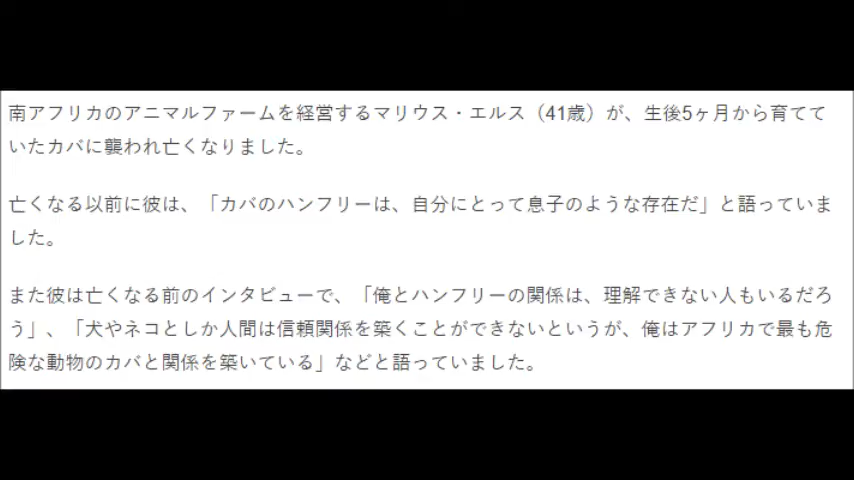 南アフリカのアニマルファームを経営するマリウス・エルス（41歳）が、生後5ヶ月から育てて
いたカバに襲われ亡くなりました。
亡くなる以前に彼は、「カバのハンフリーは、自分にとって息子のような存在だ」と語っていま
した。
また彼は亡くなる前のインタビューで、「俺とハンフリーの関係は、理解できない人もいるだろ
う」、「犬やネコとしか人間は信頼関係を築くことができないというが、俺はアフリカで最も危
険な動物のカバと関係を築いている」などと語っていました。